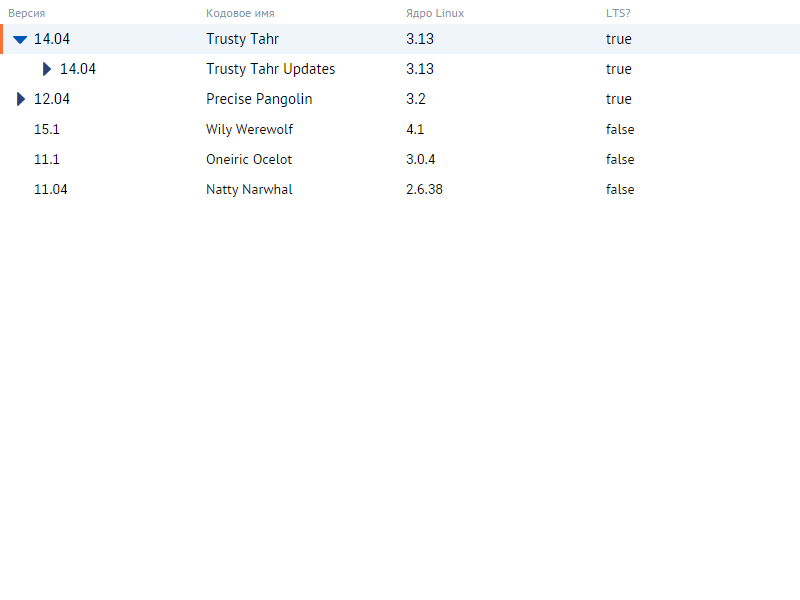 Версия Кодовое имя Ядро Linux LTS?
14.04 Trusty Tahr 3.13 true
14.04 Trusty Tahr Updates 3.13 true
12.04 Precise Pangolin 3.2 true
15.1 Wily Werewolf 4.1 false
11.1 Oneiric Ocelot 3.0.4 false
11.04 Natty Narwhal 2.6.38 false